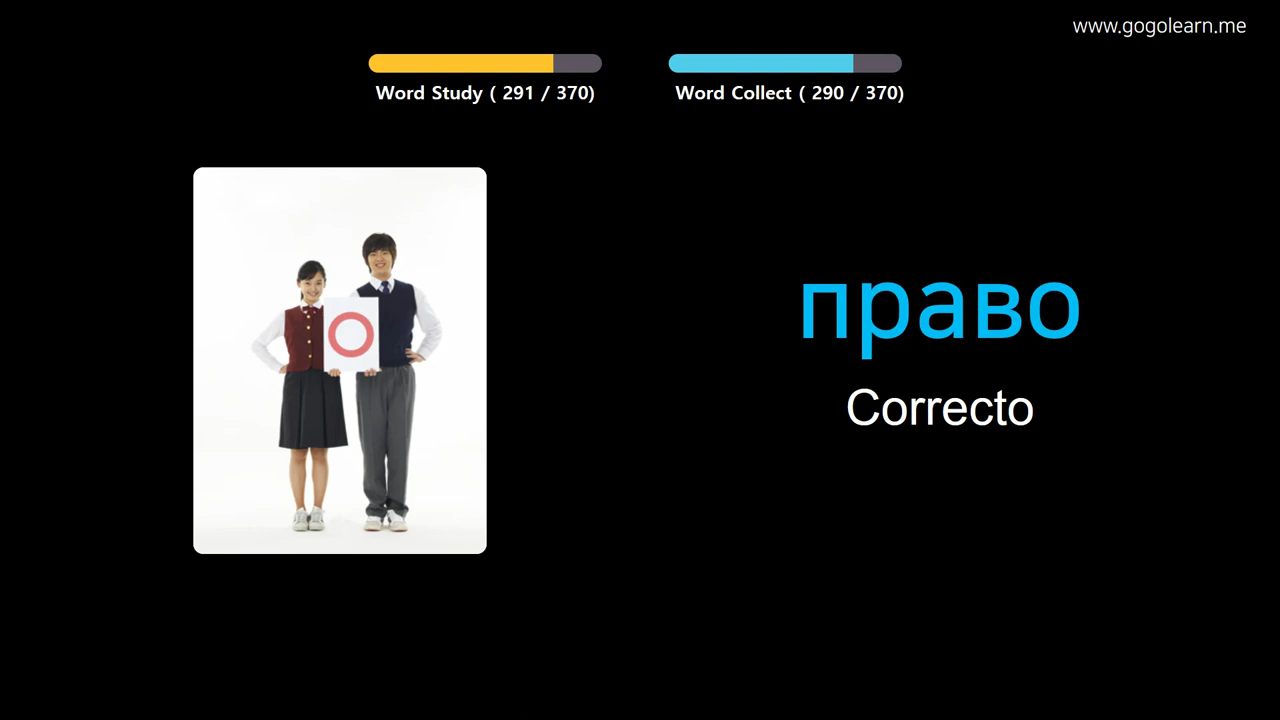 www.gogolearn.me
Word Study ( 291 / 370)
Word Collect ( 290 / 370)
право
Correcto